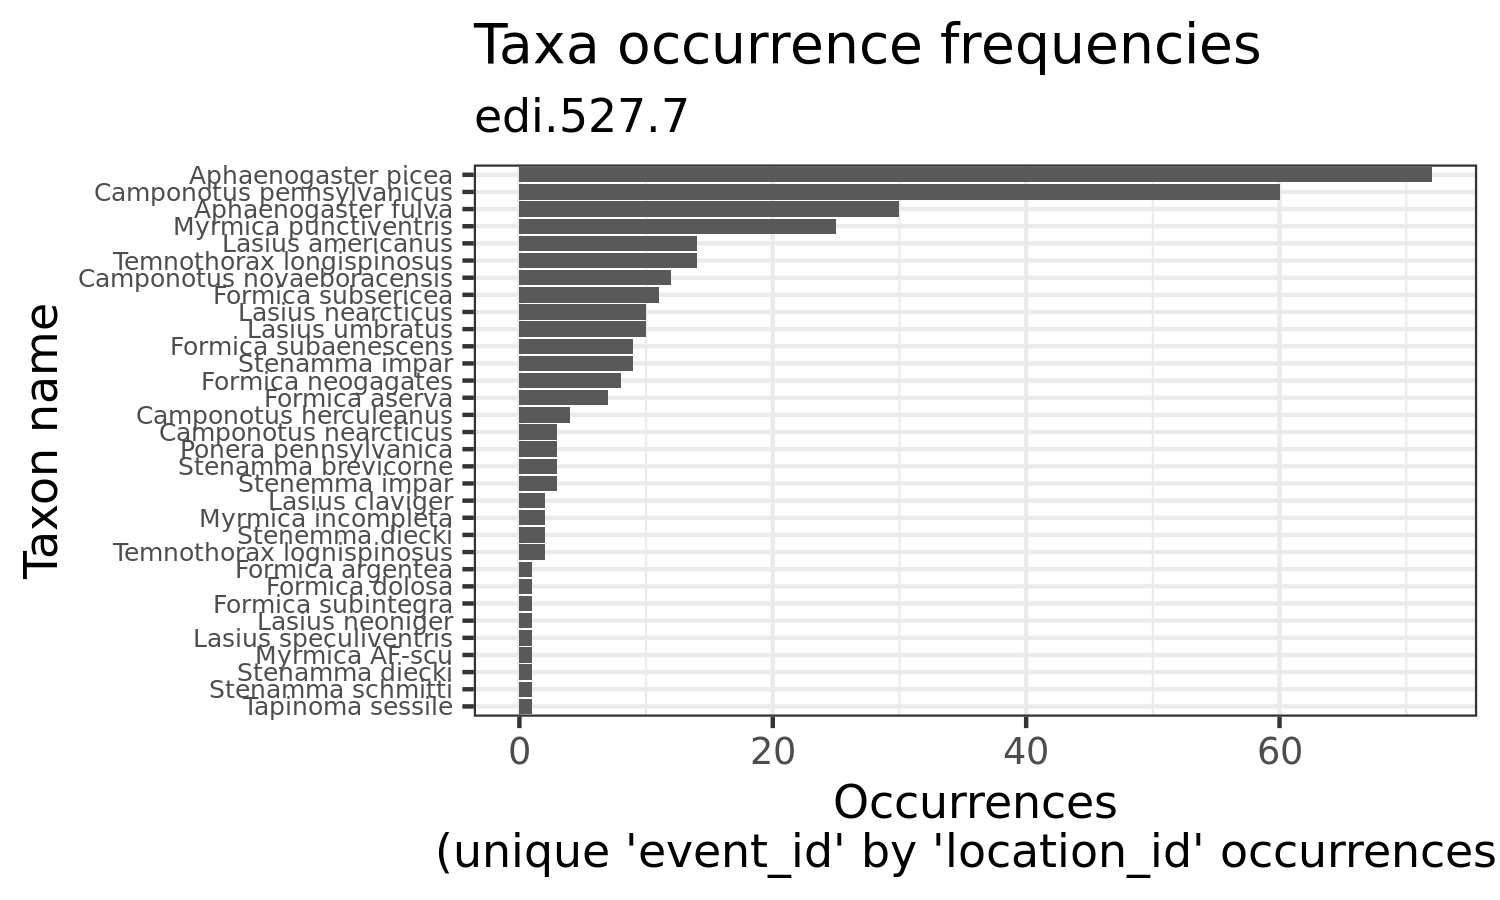 Taxa occurrence frequencies
edi.527.7
Taxon name
Aphaenogaster picea
Camponotus pennsylvanicus
Aphaenogaster fulva
Myrmica punctiventris
Lasius americanus
Temnothorax longispinosus
Camponotus novaeboracensis
Formica subsericea
Lasius nearcticus
Lasius umbratus
Formica subaenescens
Stenamma impar
Formica neogagates
Formica aserva
Camponotus herculeanus
Camponotus nearcticus
Ponera pennsylvanica
Stenamma brevicorne
Stenemma impar
Lasius claviger
Myrmica incompleta
Stenemma diecki
Temnothorax lognispinosus
Formica argentea
Formica dolosa
Formica subintegra
Lasius neoniger
Lasius speculiventris
Myrmica AF-scu
Stenamma diecki
Stenamma schmitti
Tapinoma sessile
0 20 40 60
Occurrences
(unique 'event_id' by 'location_id' occurrences